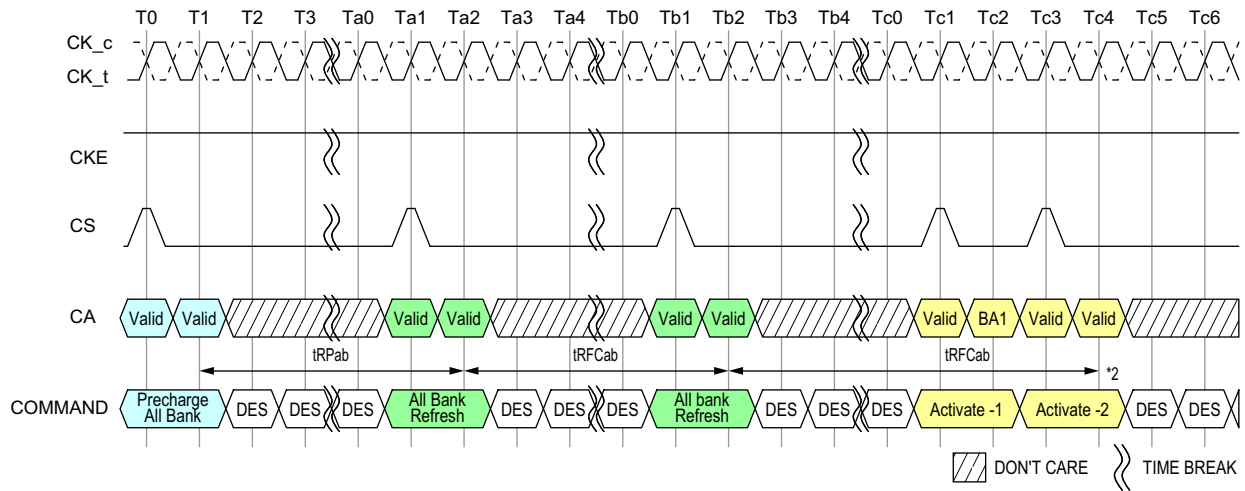 T0 T1 T2 T3 Ta0 Ta1 Ta2 Ta3 Ta4 Tb0 Tb1 Tb2 Tb3 Tb4 Tc0 Tc1 Tc2 Tc3 Tc4 Tc5 Tc6
CK_c
CK_t
CKE
CS
CA Valid Valid Valid Valid Valid Valid Valid BA1 Valid Valid
tRPab tRFCab tRFCab
*2
COMMAND Precharge All Bank DES DES DES All Bank Refresh DES DES DES All bank Refresh DES DES DES Activate -1 Activate -2 DES DES
DON'T CARE TIME BREAK